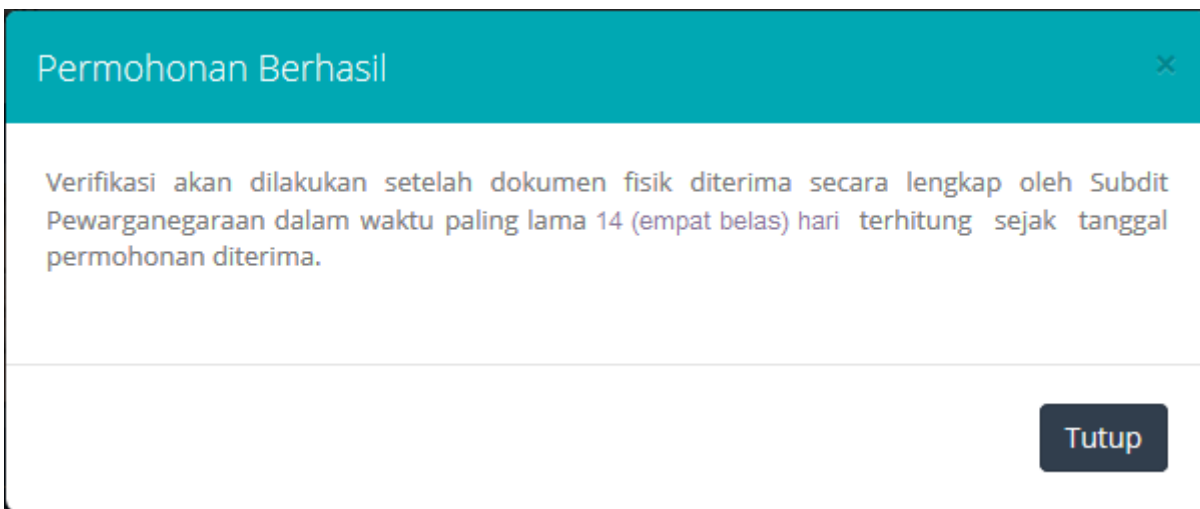 Permohonan Berhasil
×
Verifikasi akan dilakukan setelah dokumen fisik diterima secara lengkap oleh Subdit
Pewarganegaraan dalam waktu paling lama 14 (empat belas) hari terhitung sejak tanggal
permohonan diterima.
Tutup